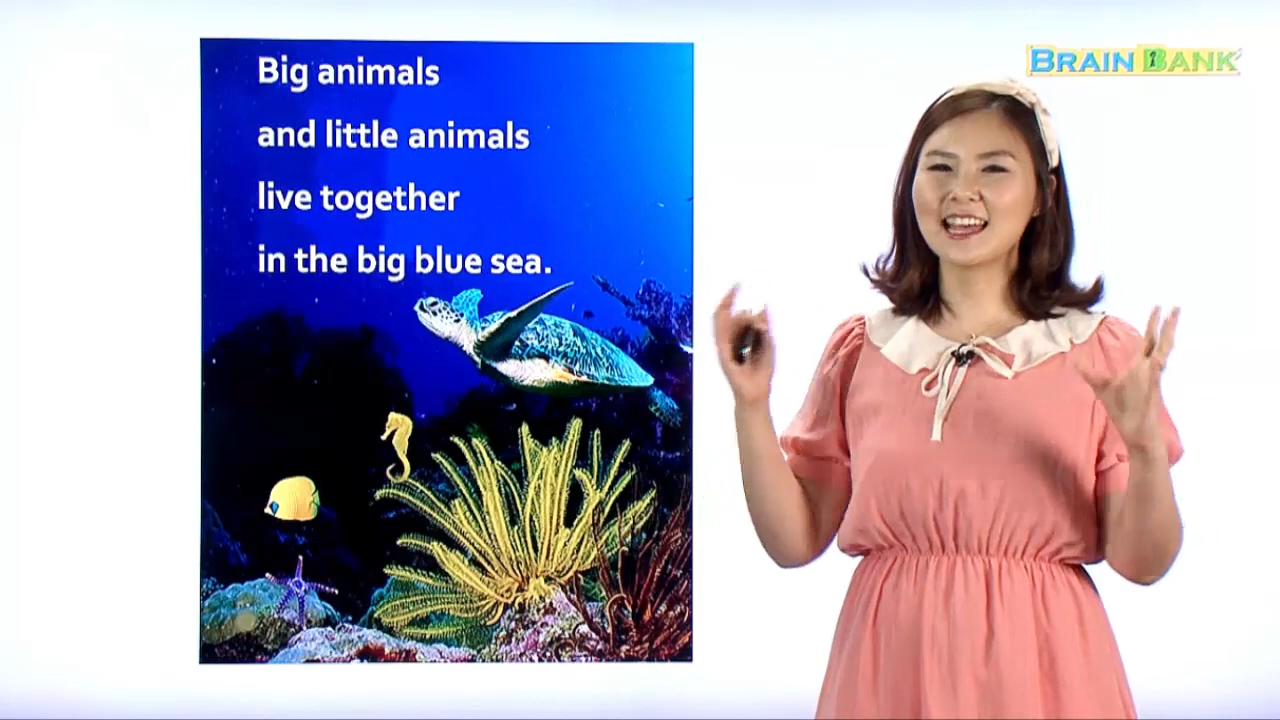 Big animals
and little animals
live together
in the big blue sea.
BRAIN BANK